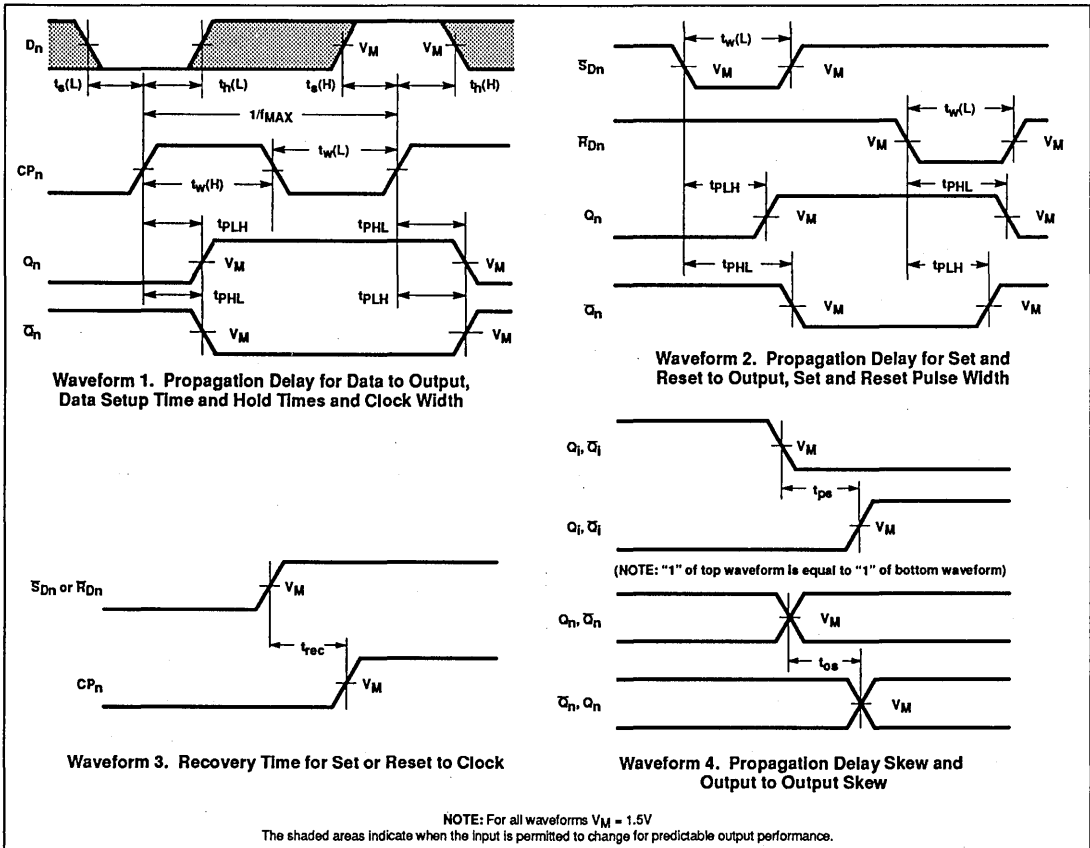 Dn
VM
VM
ts(L)
th(L)
ts(H)
th(H)
1/fMAX
tw(L)
CPn
tw(H)
tPLH
tPHL
Qn
VM
VM
tPHL
tPLH
Q̅n
VM
VM
Waveform 1. Propagation Delay for Data to Output,
Data Setup Time and Hold Times and Clock Width
tw(L)
S̅Dn
VM
VM
tw(L)
R̅Dn
VM
VM
tPLH
tPHL
Qn
VM
VM
tPHL
tPLH
Q̅n
VM
VM
Waveform 2. Propagation Delay for Set and
Reset to Output, Set and Reset Pulse Width
S̅Dn or R̅Dn
VM
trec
CPn
VM
Waveform 3. Recovery Time for Set or Reset to Clock
Qi, Q̅i
VM
tps
Qi, Q̅i
VM
(NOTE: "1" of top waveform is equal to "1" of bottom waveform)
Qn, Q̅n
VM
tos
Q̅n, Qn
VM
Waveform 4. Propagation Delay Skew and
Output to Output Skew
NOTE: For all waveforms VM = 1.5V
The shaded areas indicate when the input is permitted to change for predictable output performance.